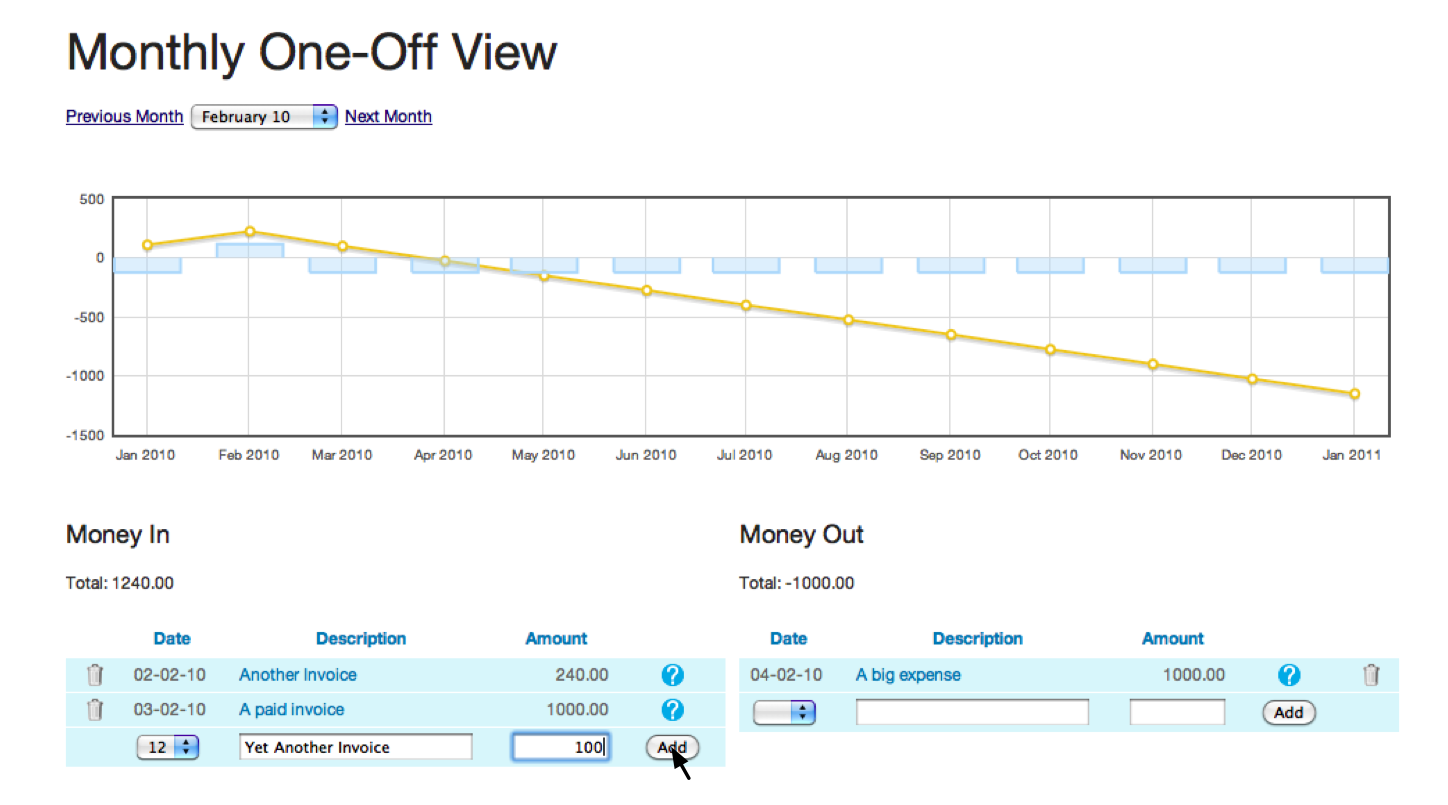 Monthly One-Off View
Previous Month February 10 Next Month
500
0
-500
-1000
-1500
Jan 2010 Feb 2010 Mar 2010 Apr 2010 May 2010 Jun 2010 Jul 2010 Aug 2010 Sep 2010 Oct 2010 Nov 2010 Dec 2010 Jan 2011
Money In
Total: 1240.00
Date Description Amount
02-02-10 Another Invoice 240.00 ?
03-02-10 A paid invoice 1000.00 ?
12 Yet Another Invoice 100 Add
Money Out
Total: -1000.00
Date Description Amount
04-02-10 A big expense 1000.00 ?
Add